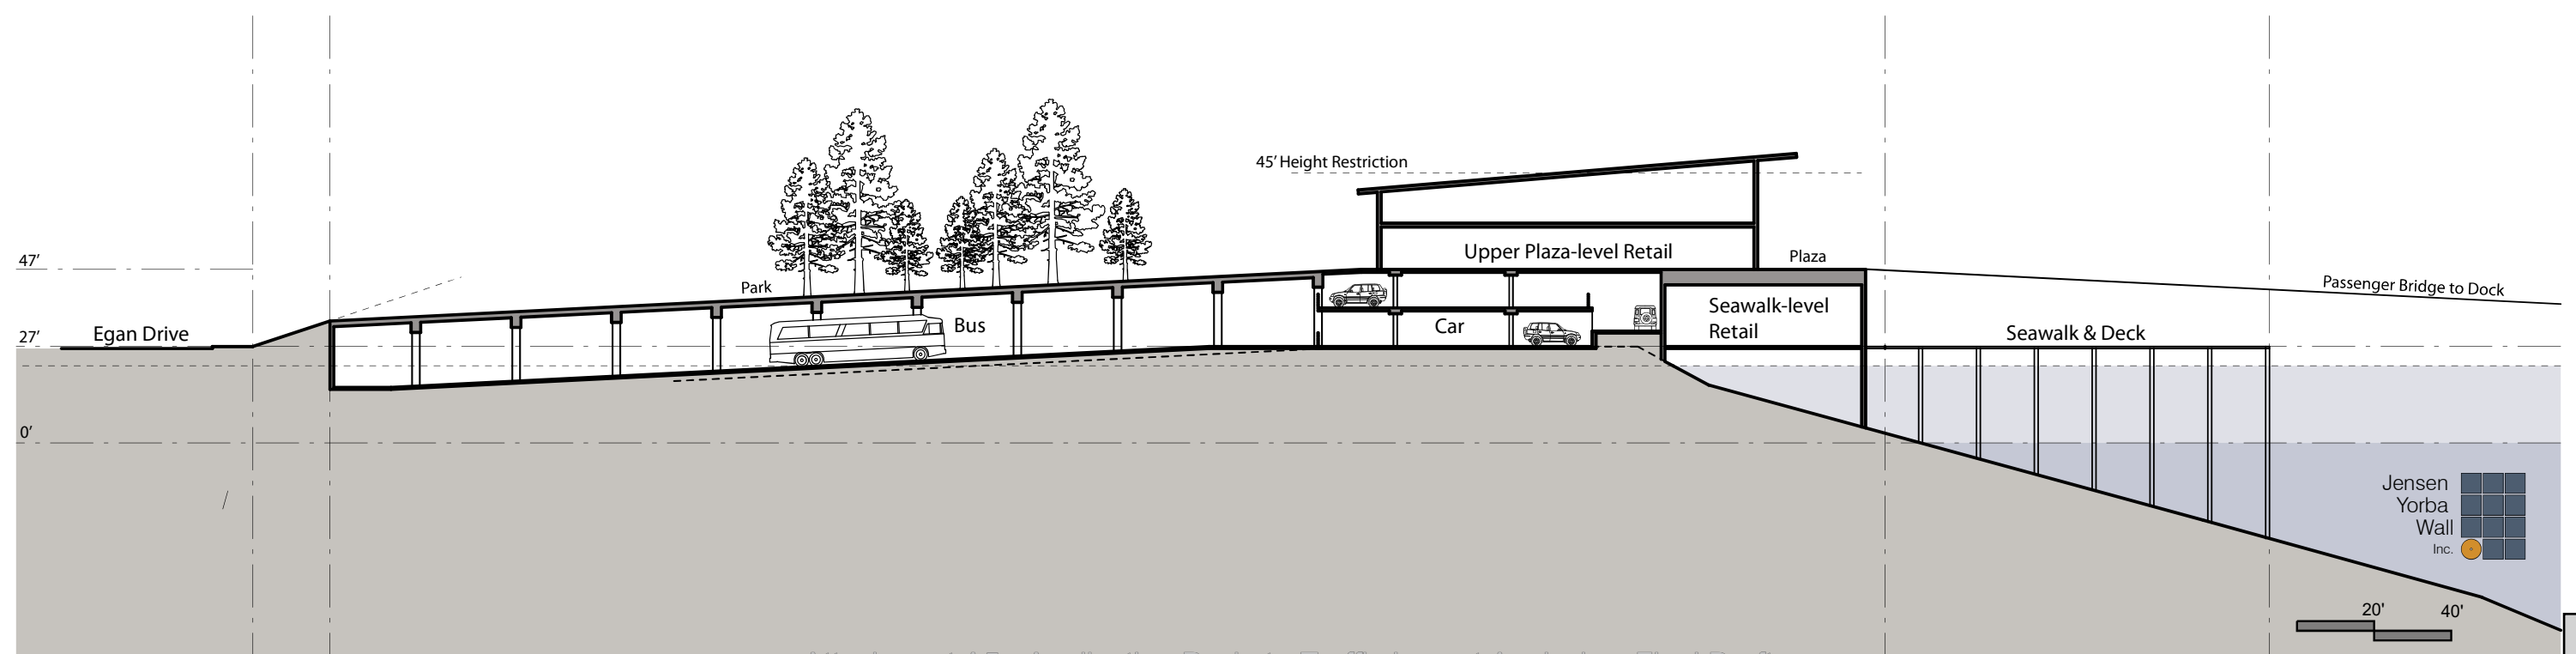 45' Height Restriction
47'
Upper Plaza-level Retail
Plaza
Park
Passenger Bridge to Dock
Egan Drive
27'
Bus
Car
Seawalk-level
Retail
Seawalk & Deck
0'
Jensen
Yorba
Wall
Inc.
20'
40'